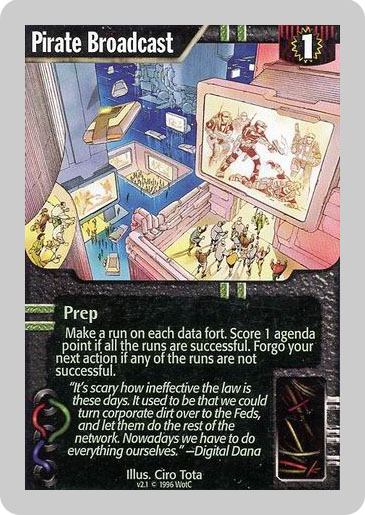 Pirate Broadcast
1
Prep
Make a run on each data fort. Score 1 agenda
point if all the runs are successful. Forgo your
next action if any of the runs are not
successful.
"It's scary how ineffective the law is
these days. It used to be that we could
turn corporate dirt over to the Feds,
and let them do the rest of the
network. Nowadays we have to do
everything ourselves." –Digital Dana
Illus. Ciro Tota
v2.1 © 1996 WotC